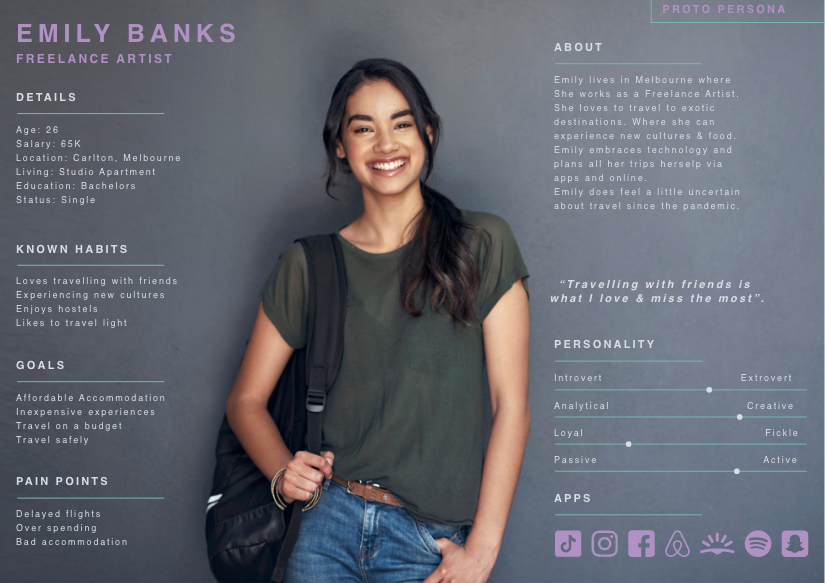 PROTO PERSONA
EMILY BANKS
FREELANCE ARTIST
DETAILS
Age: 26
Salary: 65K
Location: Carlton, Melbourne
Living: Studio Apartment
Education: Bachelors
Status: Single
KNOWN HABITS
Loves travelling with friends
Experiencing new cultures
Enjoys hostels
Likes to travel light
GOALS
Affordable Accommodation
Inexpensive experiences
Travel on a budget
Travel safely
PAIN POINTS
Delayed flights
Over spending
Bad accommodation
ABOUT
Emily lives in Melbourne where
She works as a Freelance Artist.
She loves to travel to exotic
destinations. Where she can
experience new cultures & food.
Emily embraces technology and
plans all her trips herselp via
apps and online.
Emily does feel a little uncertain
about travel since the pandemic.
“Travelling with friends is
what I love & miss the most”.
PERSONALITY
Introvert Extrovert
Analytical Creative
Loyal Fickle
Passive Active
APPS